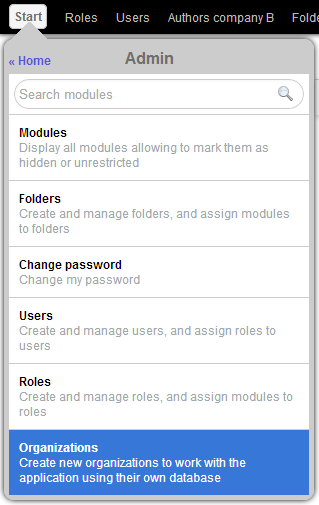 Start Roles Users Authors company B Folde
« Home Admin
Search modules
Modules
Display all modules allowing to mark them as
hidden or unrestricted
Folders
Create and manage folders, and assign modules
to folders
Change password
Change my password
Users
Create and manage users, and assign roles to
users
Roles
Create and manage roles, and assign modules to
roles
Organizations
Create new organizations to work with the
application using their own database